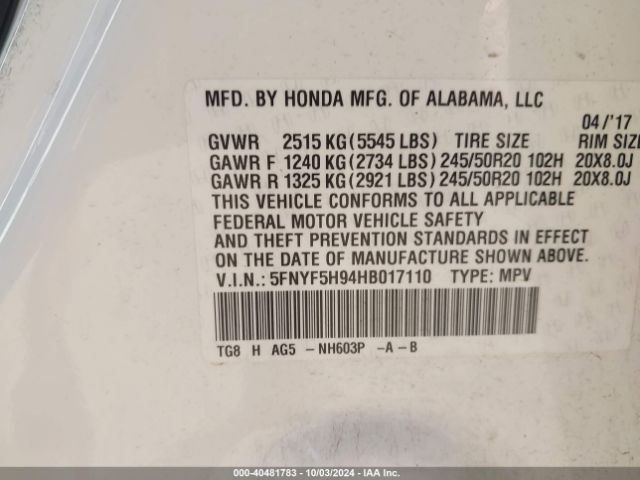 MFD. BY HONDA MFG. OF ALABAMA, LLC
04/'17
GVWR 2515 KG (5545 LBS) TIRE SIZE RIM SIZE
GAWR F 1240 KG (2734 LBS) 245/50R20 102H 20X8.0J
GAWR R 1325 KG (2921 LBS) 245/50R20 102H 20X8.0J
THIS VEHICLE CONFORMS TO ALL APPLICABLE
FEDERAL MOTOR VEHICLE SAFETY
AND THEFT PREVENTION STANDARDS IN EFFECT
ON THE DATE OF MANUFACTURE SHOWN ABOVE.
V.I.N.: 5FNYF5H94HB017110 TYPE: MPV
TG8 H AG5 - NH603P -A-B
000-40481783 - 10/03/2024 - IAA Inc.